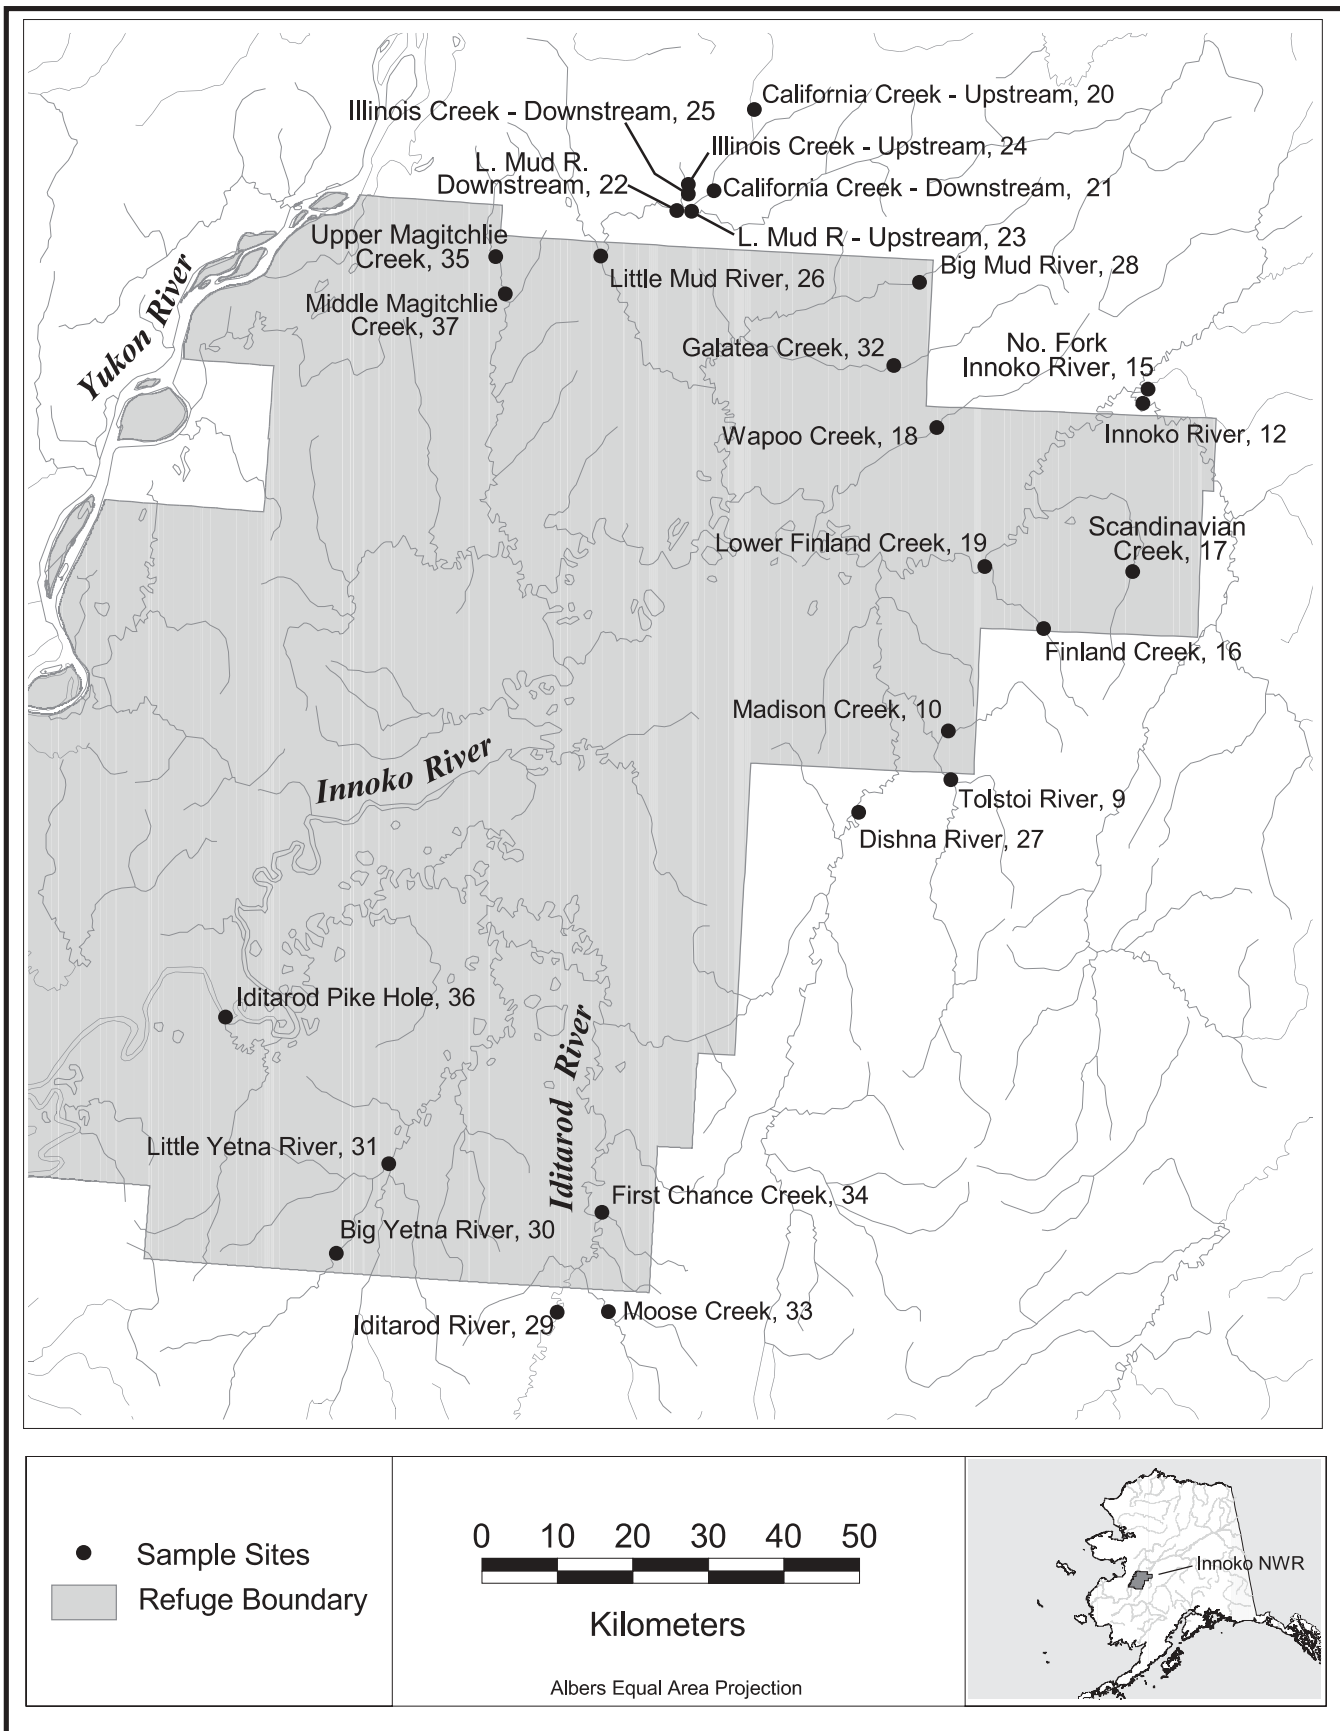 California Creek - Upstream, 20
Illinois Creek - Downstream, 25
Illinois Creek - Upstream, 24
L. Mud R.
Downstream, 22
California Creek - Downstream, 21
L. Mud R - Upstream, 23
Upper Magitchlie
Creek, 35
Little Mud River, 26
Big Mud River, 28
Middle Magitchlie
Creek, 37
Yukon River
Galatea Creek, 32
No. Fork
Innoko River, 15
Wapoo Creek, 18
Innoko River, 12
Lower Finland Creek, 19
Scandinavian
Creek, 17
Finland Creek, 16
Madison Creek, 10
Innoko River
Tolstoi River, 9
Dishna River, 27
Iditarod Pike Hole, 36
Iditarod River
Little Yetna River, 31
First Chance Creek, 34
Big Yetna River, 30
Iditarod River, 29
Moose Creek, 33
Sample Sites
Refuge Boundary
0 10 20 30 40 50
Kilometers
Albers Equal Area Projection
Innoko NWR